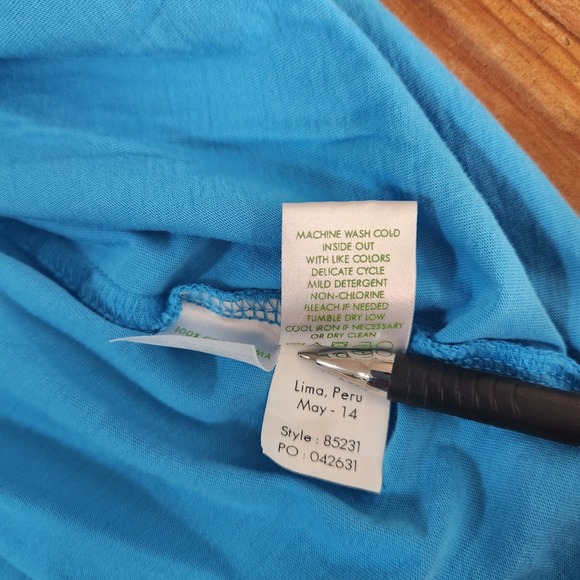 MACHINE WASH COLD
INSIDE OUT
WITH LIKE COLORS
DELICATE CYCLE
MILD DETERGENT
NON-CHLORINE
BLEACH IF NEEDED
TUMBLE DRY LOW
COOL IRON IF NECESSARY
OR DRY CLEAN
100%
Lima, Peru
May - 14
Style : 85231
PO : 042631